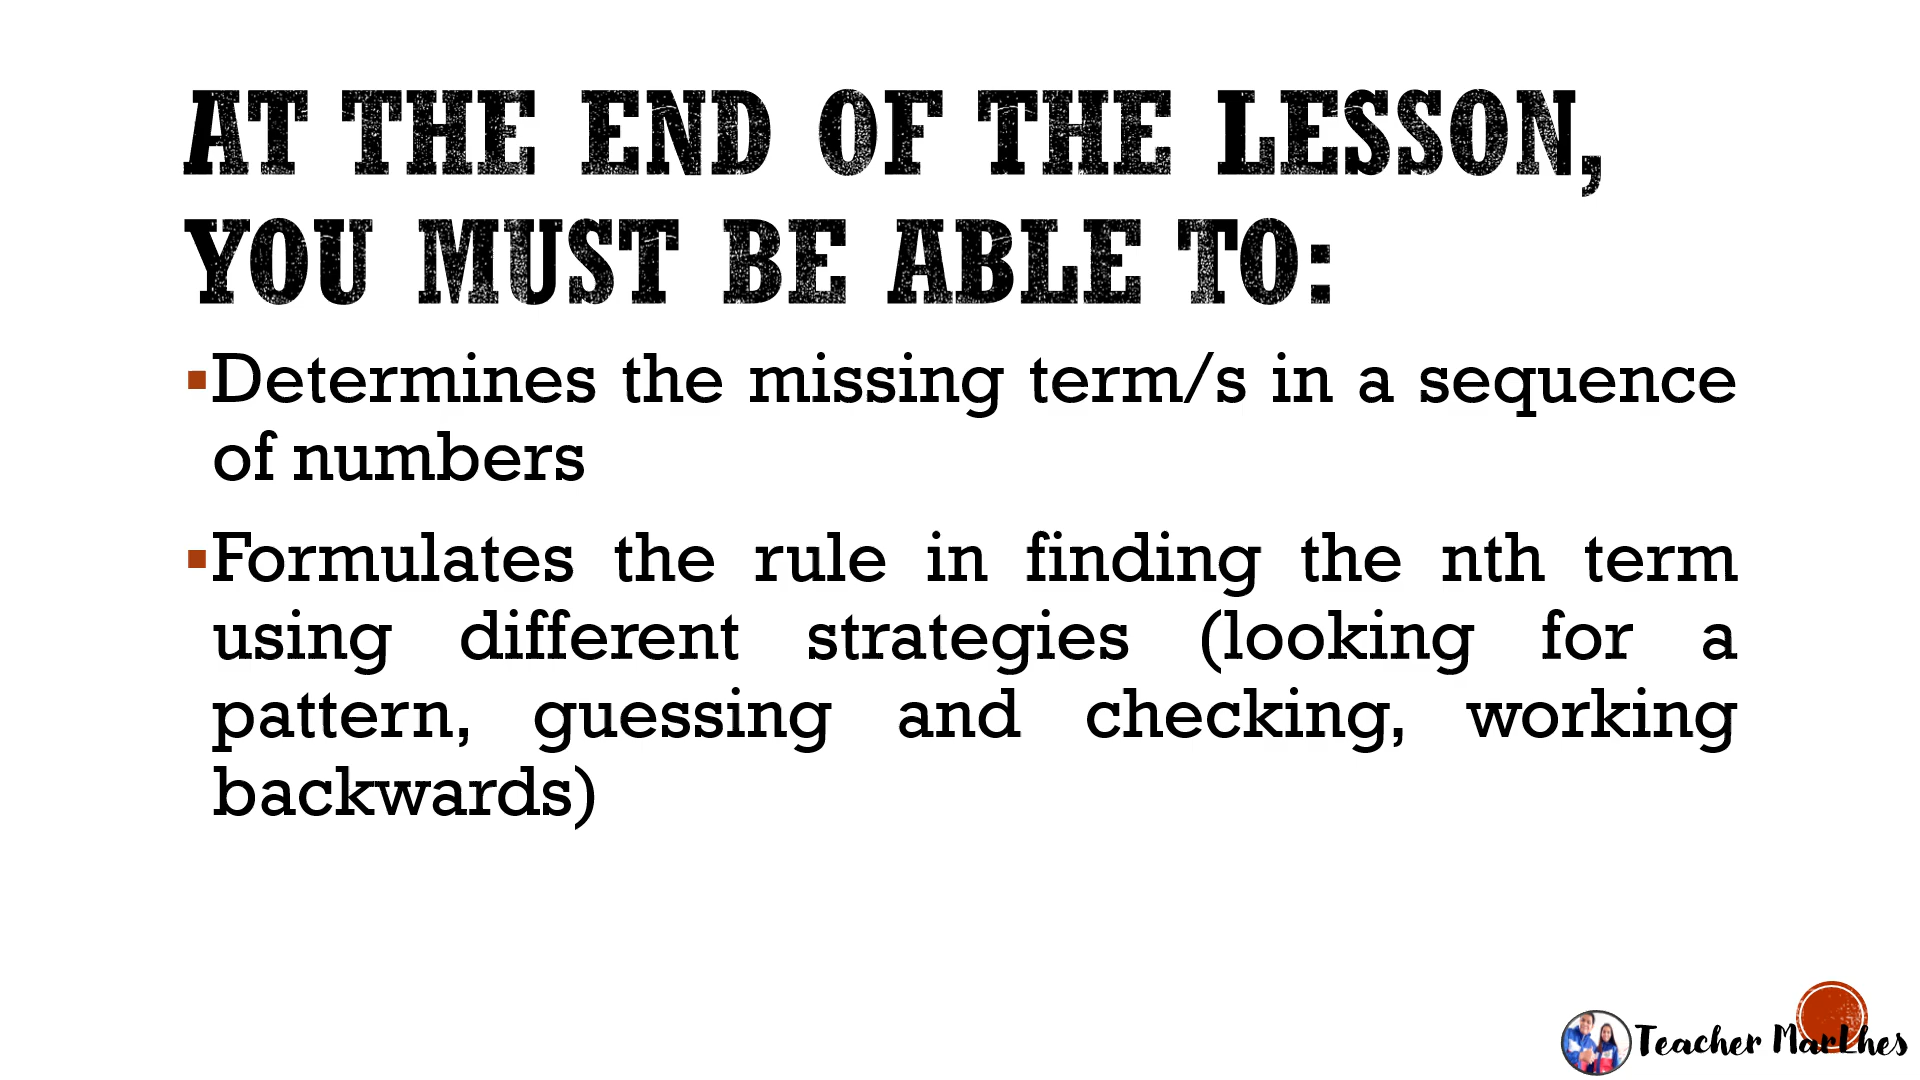 AT THE END OF THE LESSON,
YOU MUST BE ABLE TO:
▪Determines the missing term/s in a sequence
of numbers
▪Formulates the rule in finding the nth term
using different strategies (looking for a
pattern, guessing and checking, working
backwards)
Teacher MarLhes